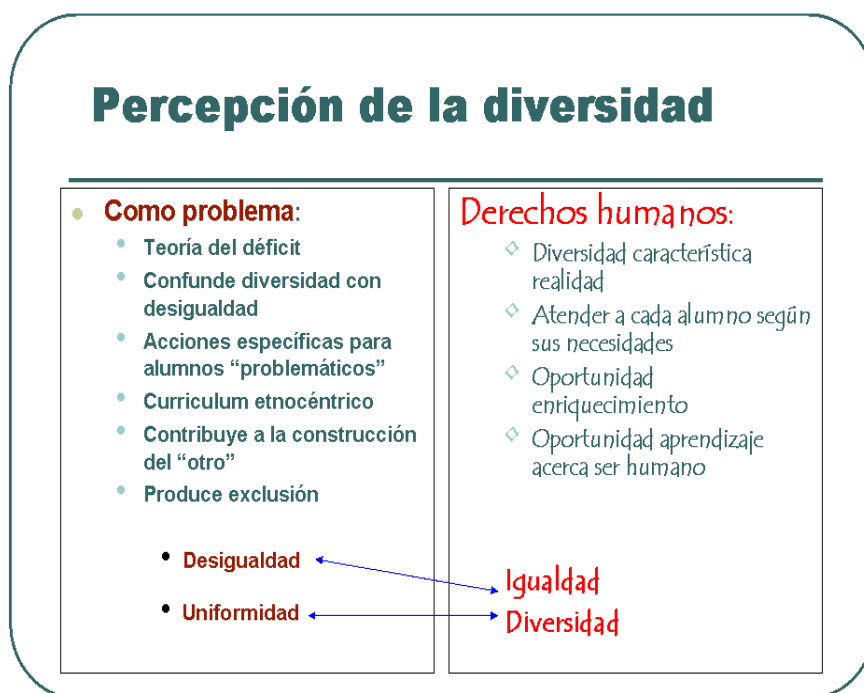 Percepción de la diversidad
Como problema:
Teoría del déficit
Confunde diversidad con
desigualdad
Acciones específicas para
alumnos “problemáticos”
Curriculum etnocéntrico
Contribuye a la construcción
del “otro”
Produce exclusión
Desigualdad
Uniformidad
Derechos humanos:
Diversidad característica
realidad
Atender a cada alumno según
sus necesidades
Oportunidad
enriquecimiento
Oportunidad aprendizaje
acerca ser humano
Igualdad
Diversidad